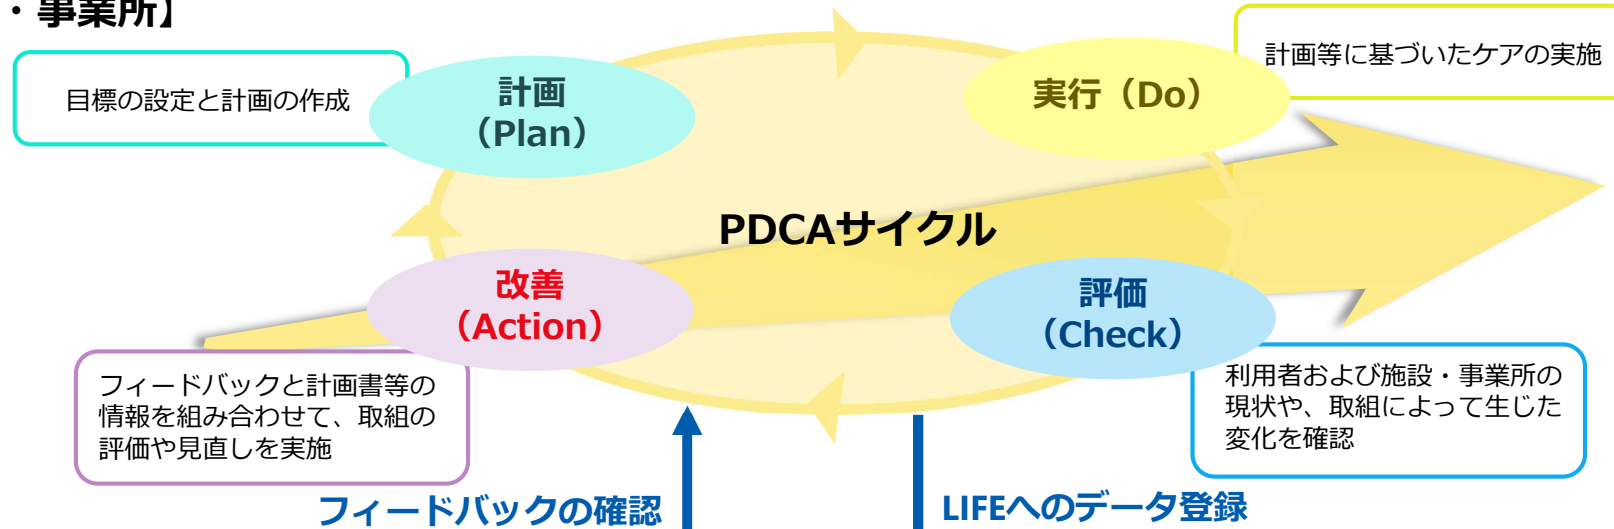 ・事業所】
目標の設定と計画の作成
計画
（Plan）
実行（Do）
計画等に基づいたケアの実施
PDCAサイクル
改善
（Action）
評価
（Check）
フィードバックと計画書等の
情報を組み合わせて、取組の
評価や見直しを実施
利用者および施設・事業所の
現状や、取組によって生じた
変化を確認
フィードバックの確認
LIFEへのデータ登録